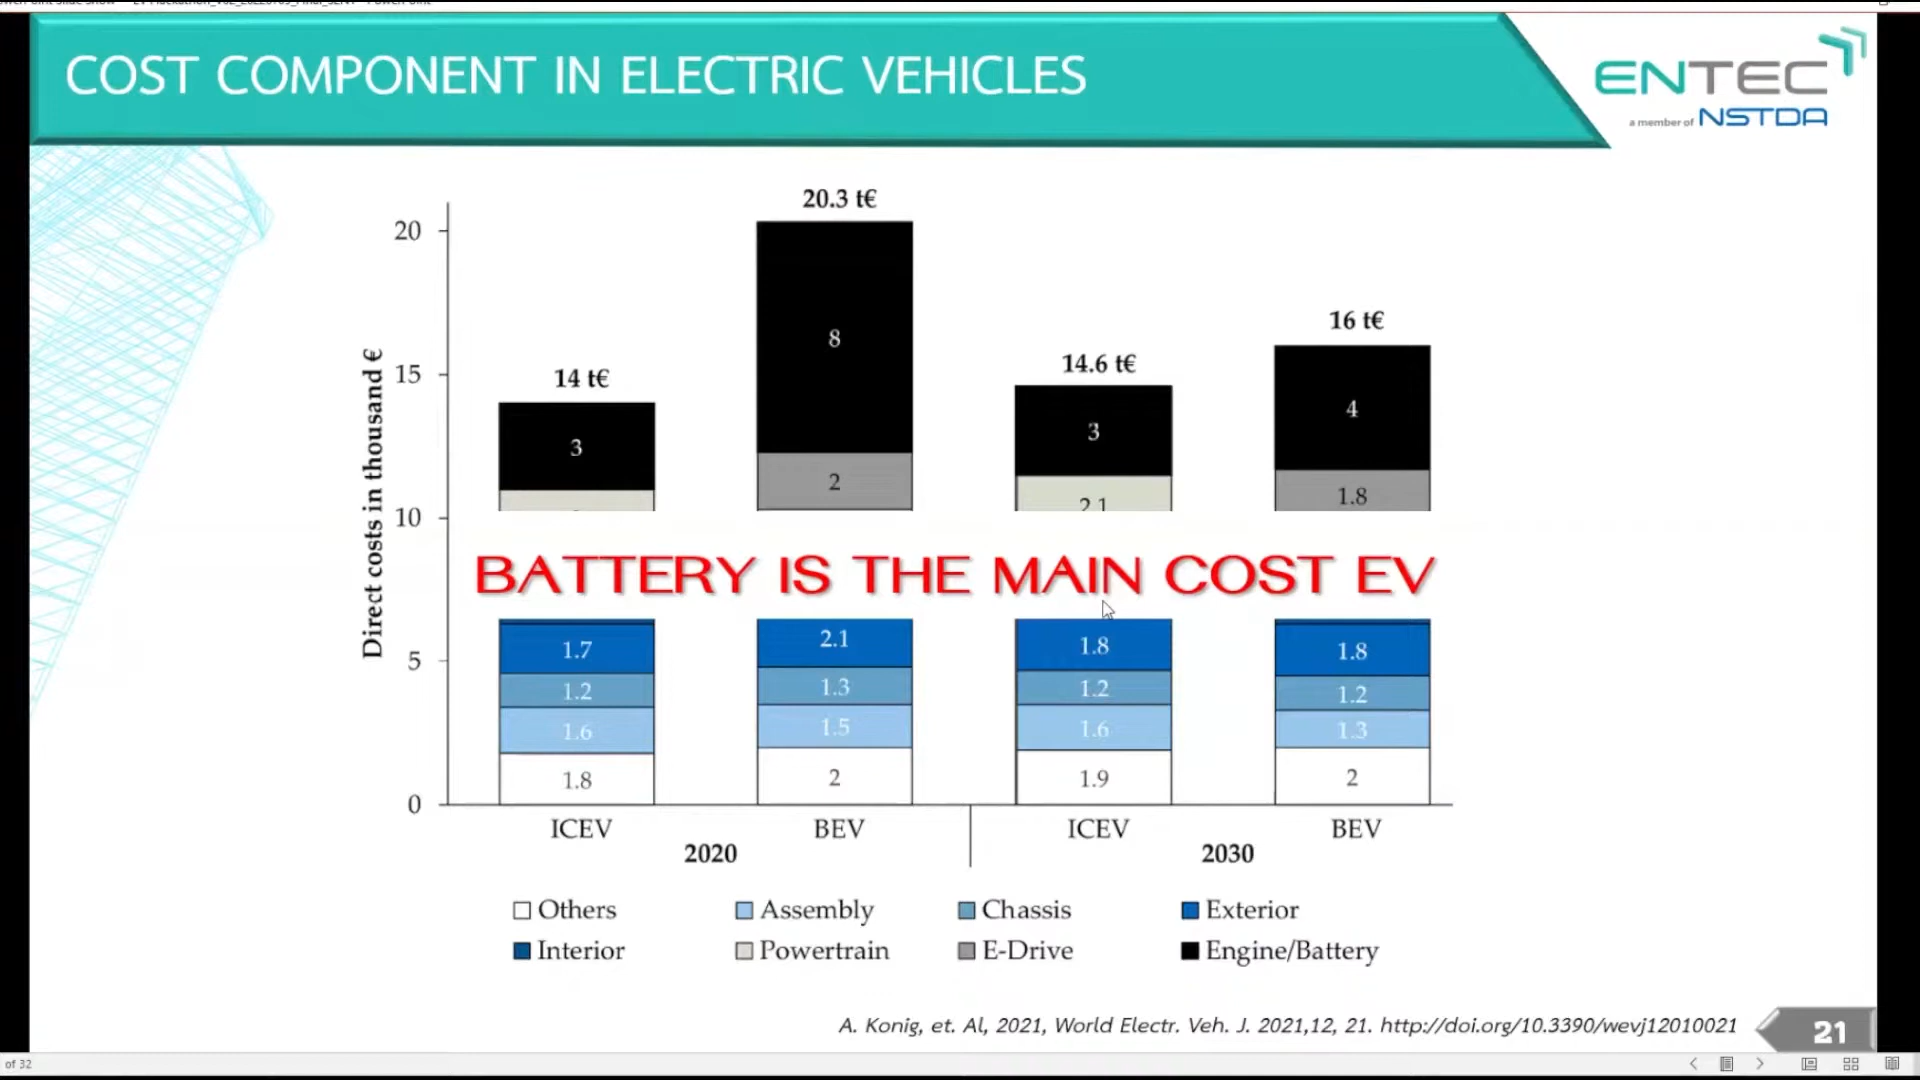 COST COMPONENT IN ELECTRIC VEHICLES
ENTEC
a member of NSTDA
20.3 t€
20
8
16 t€
14.6 t€
14 t€
15
4
3
3
2
1.8
2.1
10
Direct costs in thousand €
BATTERY IS THE MAIN COST EV
1.7
2.1
1.8
1.8
5
1.2
1.3
1.2
1.2
1.6
1.5
1.6
1.3
1.8
2
1.9
2
0
ICEV
BEV
ICEV
BEV
2020
2030
Others
Assembly
Chassis
Exterior
Interior
Powertrain
E-Drive
Engine/Battery
A. Konig, et. Al, 2021, World Electr. Veh. J. 2021,12, 21. http://doi.org/10.3390/wevj12010021
21
of 32